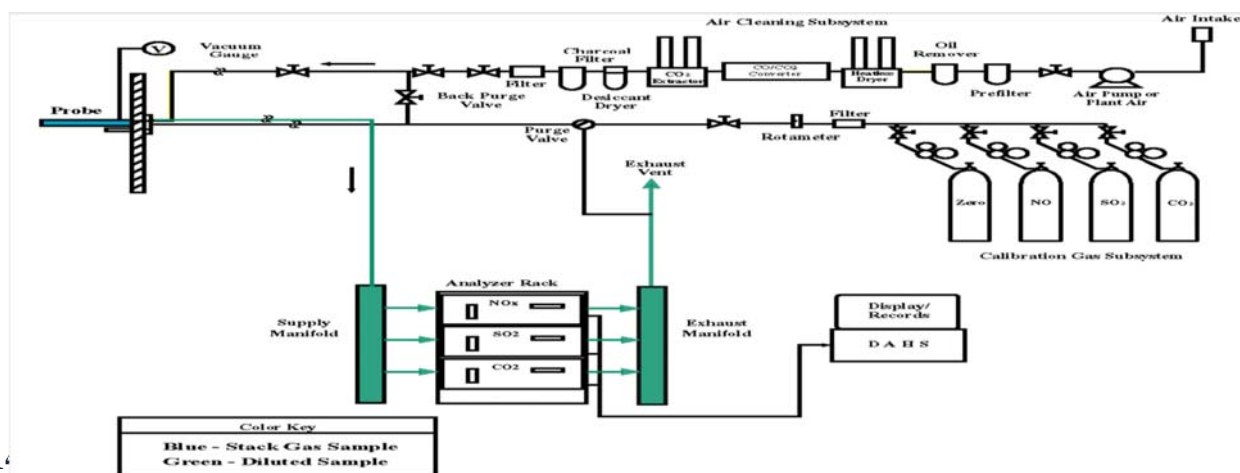 Air Cleaning Subsystem
Air Intake
V
Vacuum
Gauge
Charcoal
Filter
Oil
Remover
CO2
Extractor
CO/CO2
Converter
Heatless
Dryer
Filter
Desiccant
Dryer
Prefilter
Air Pump or
Plant Air
Back Purge
Valve
Probe
Purge
Valve
Rotameter
Filter
Exhaust
Vent
Zero
NO
SO2
CO2
Calibration Gas Subsystem
Analyzer Rack
NOx
SO2
CO2
Supply
Manifold
Exhaust
Manifold
Display/
Records
D A H S
Color Key
Blue - Stack Gas Sample
Green - Diluted Sample